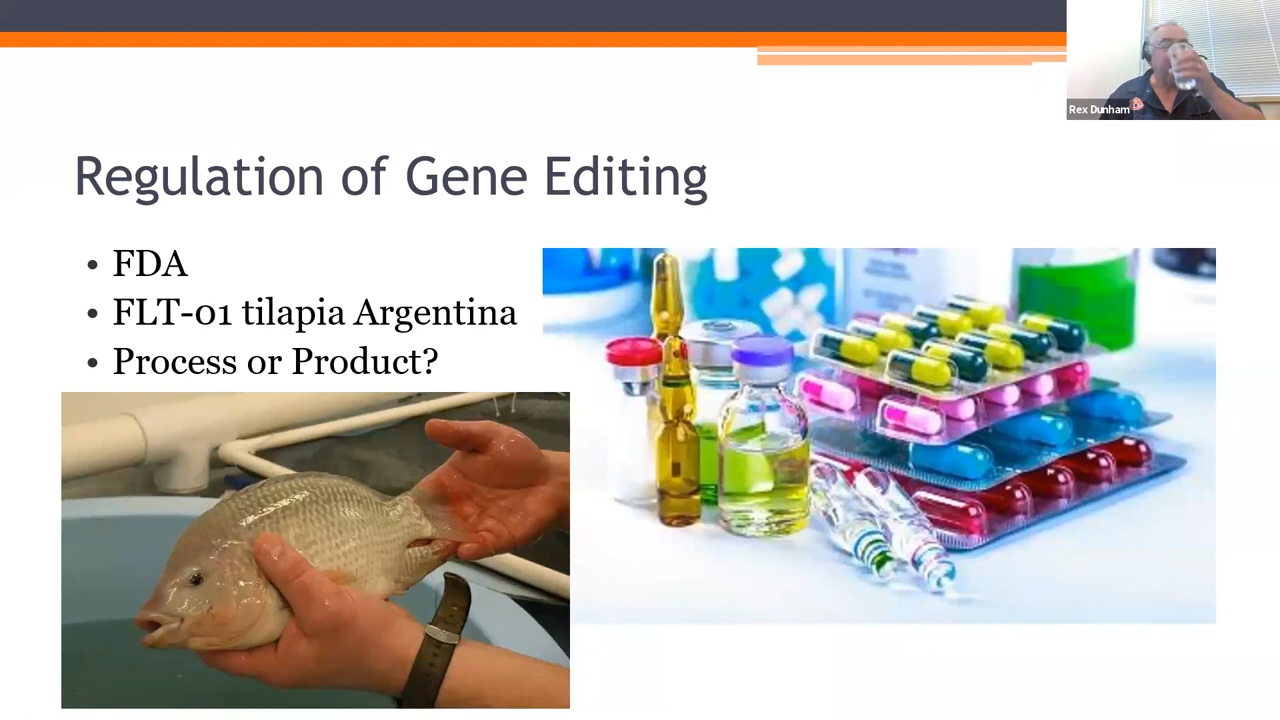 Rex Dunham
Regulation of Gene Editing
• FDA
• FLT-01 tilapia Argentina
• Process or Product?